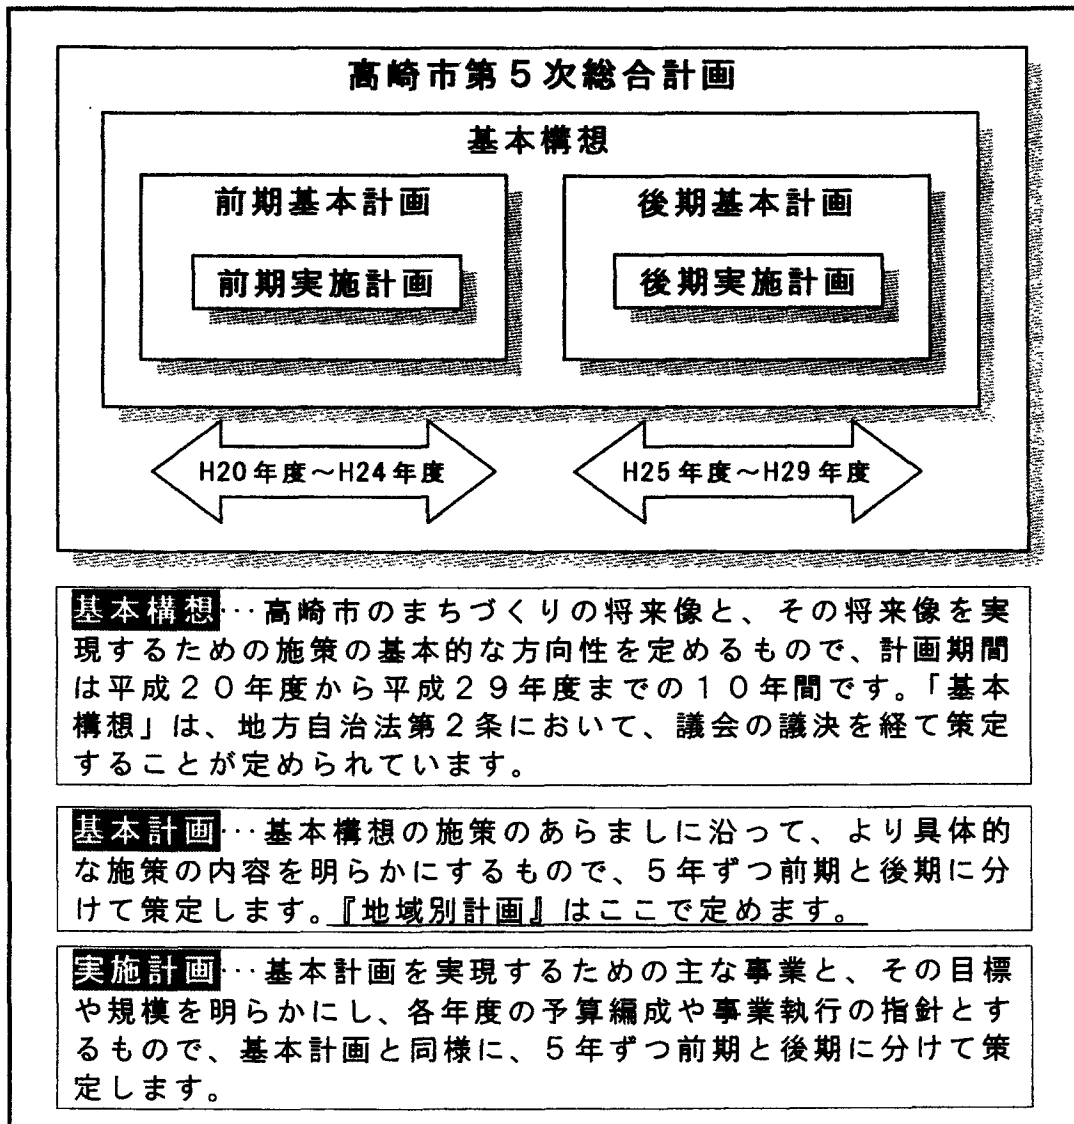 高崎市第5次総合計画
基本構想
前期基本計画
後期基本計画
前期実施計画
後期実施計画
H20年度～H24年度
H25年度～H29年度
基本構想…高崎市のまちづくりの将来像と、その将来像を実
現するための施策の基本的な方向性を定めるもので、計画期間
は平成20年度から平成29年度までの10年間です。「基本
構想」は、地方自治法第2条において、議会の議決を経て策定
することが定められています。
基本計画…基本構想の施策のあらましに沿って、より具体的
な施策の内容を明らかにするもので、5年ずつ前期と後期に分
けて策定します。『地域別計画』はここで定めます。
実施計画…基本計画を実現するための主な事業と、その目標
や規模を明らかにし、各年度の予算編成や事業執行の指針とす
るもので、基本計画と同様に、5年ずつ前期と後期に分けて策
定します。